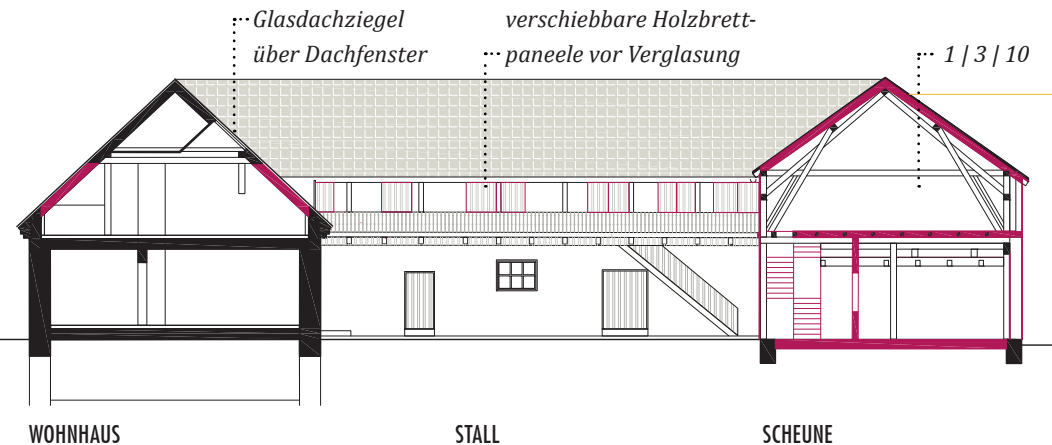 Glasdachziegel
über Dachfenster
verschiebbare Holzbrett-
paneele vor Verglasung
1 | 3 | 10
WOHNHAUS
STALL
SCHEUNE